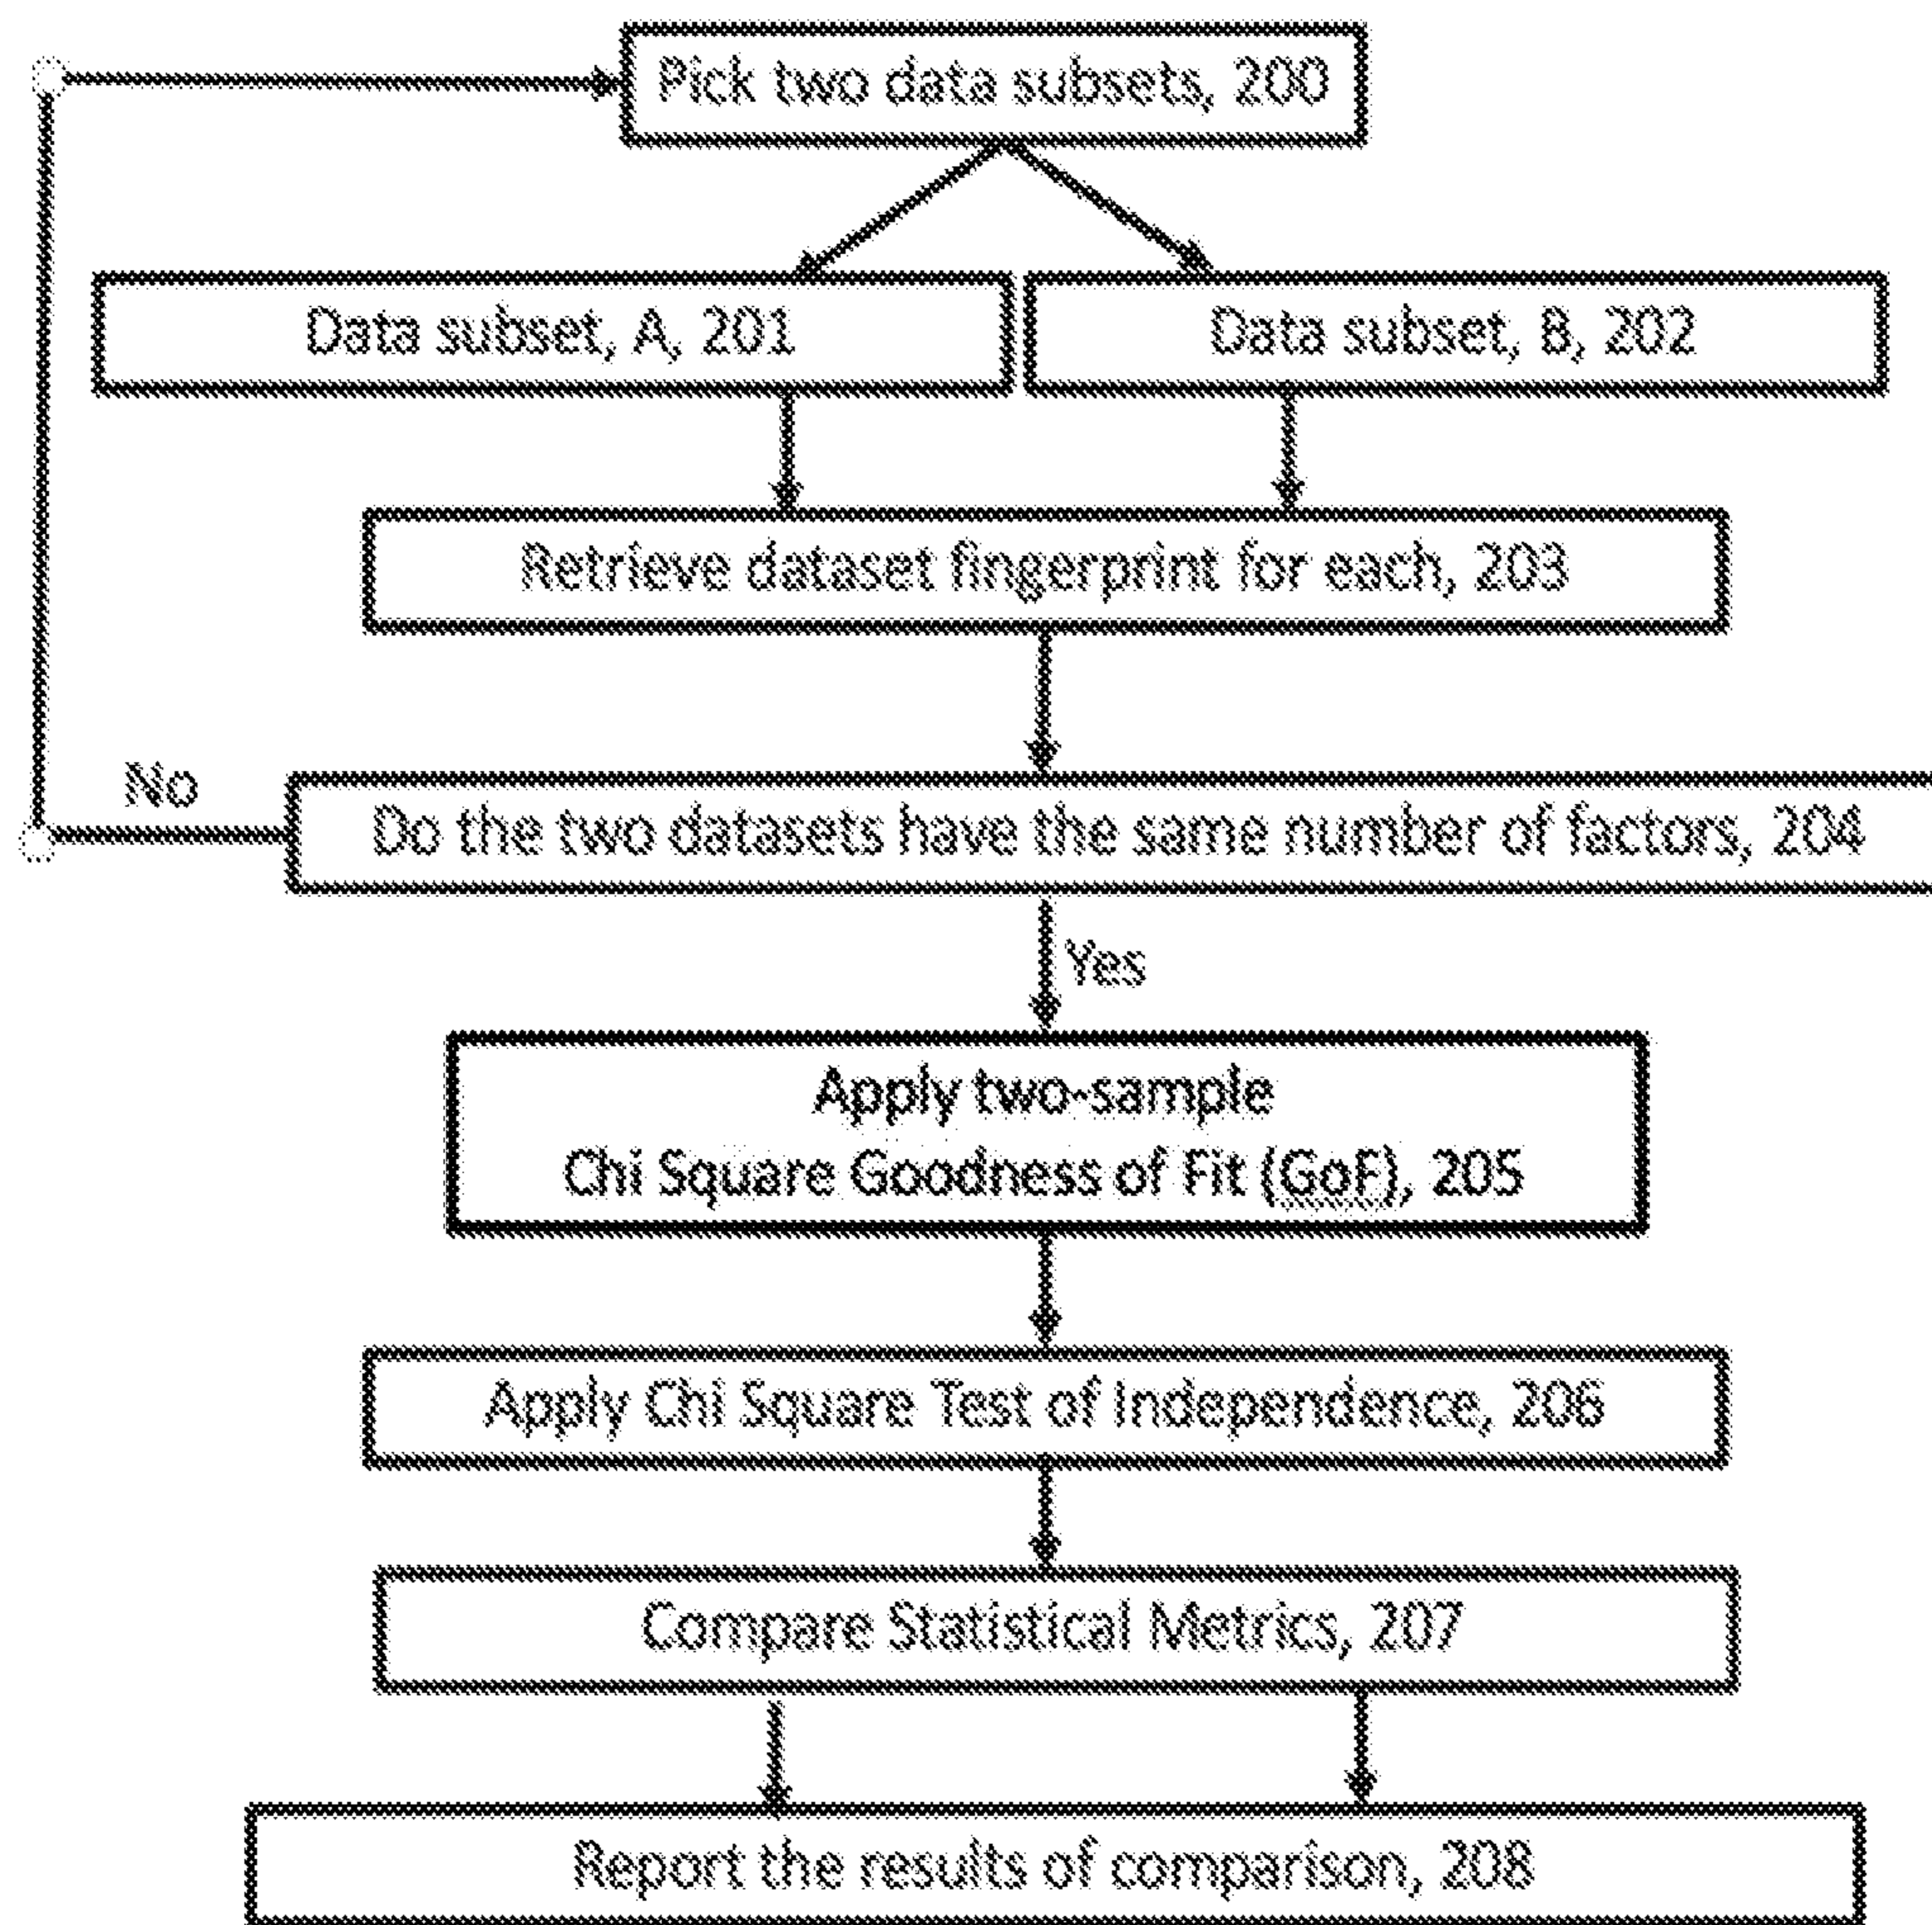 Pick two data subsets, 200
Data subset, A, 201
Data subset, B, 202
Retrieve dataset fingerprint for each, 203
No
Do the two datasets have the same number of factors, 204
Yes
Apply two-sample
Chi Square Goodness of Fit (GoF), 205
Apply Chi Square Test of Independence, 206
Compare Statistical Metrics, 207
Report the results of comparison, 208